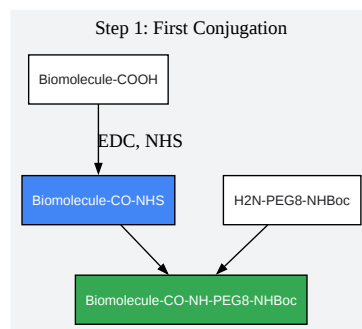 Step 1: First Conjugation
Biomolecule-COOH
EDC, NHS
Biomolecule-CO-NHS
H2N-PEG8-NHBoc
Biomolecule-CO-NH-PEG8-NHBoc